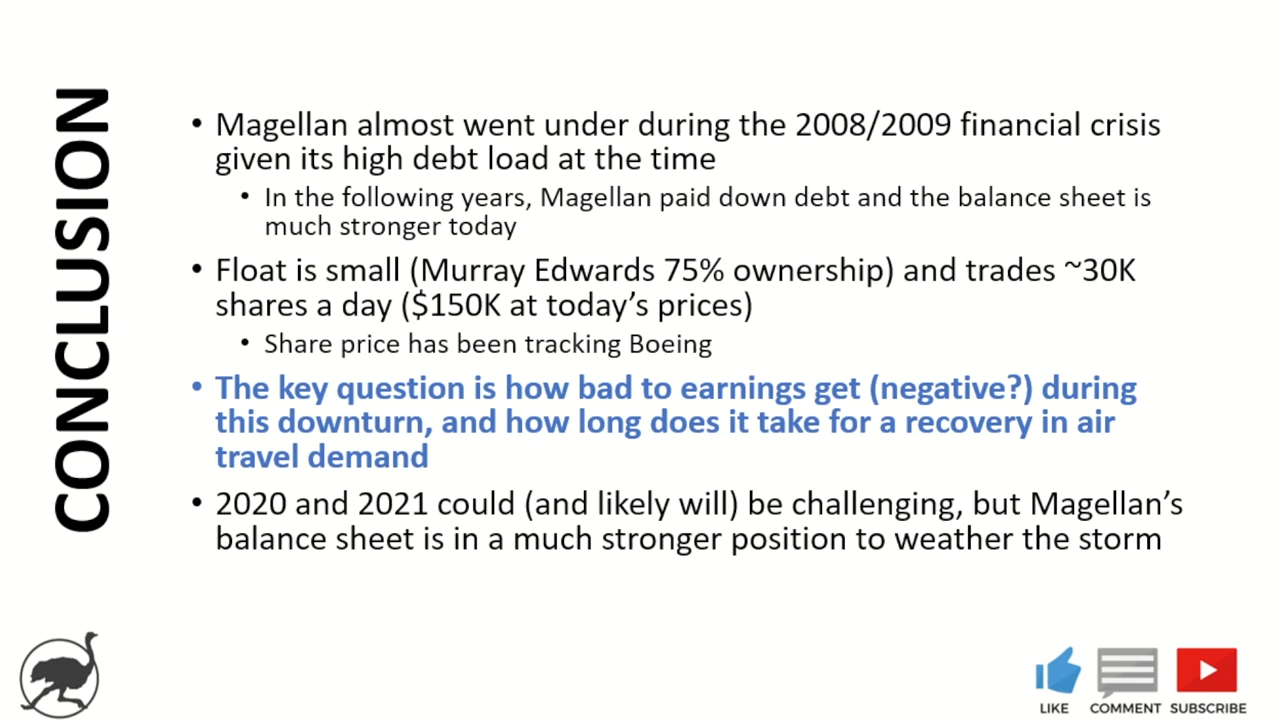 CONCLUSION
• Magellan almost went under during the 2008/2009 financial crisis
given its high debt load at the time
• In the following years, Magellan paid down debt and the balance sheet is
much stronger today
• Float is small (Murray Edwards 75% ownership) and trades ~30K
shares a day ($150K at today's prices)
• Share price has been tracking Boeing
• The key question is how bad to earnings get (negative?) during
this downturn, and how long does it take for a recovery in air
travel demand
• 2020 and 2021 could (and likely will) be challenging, but Magellan's
balance sheet is in a much stronger position to weather the storm
LIKE COMMENT SUBSCRIBE